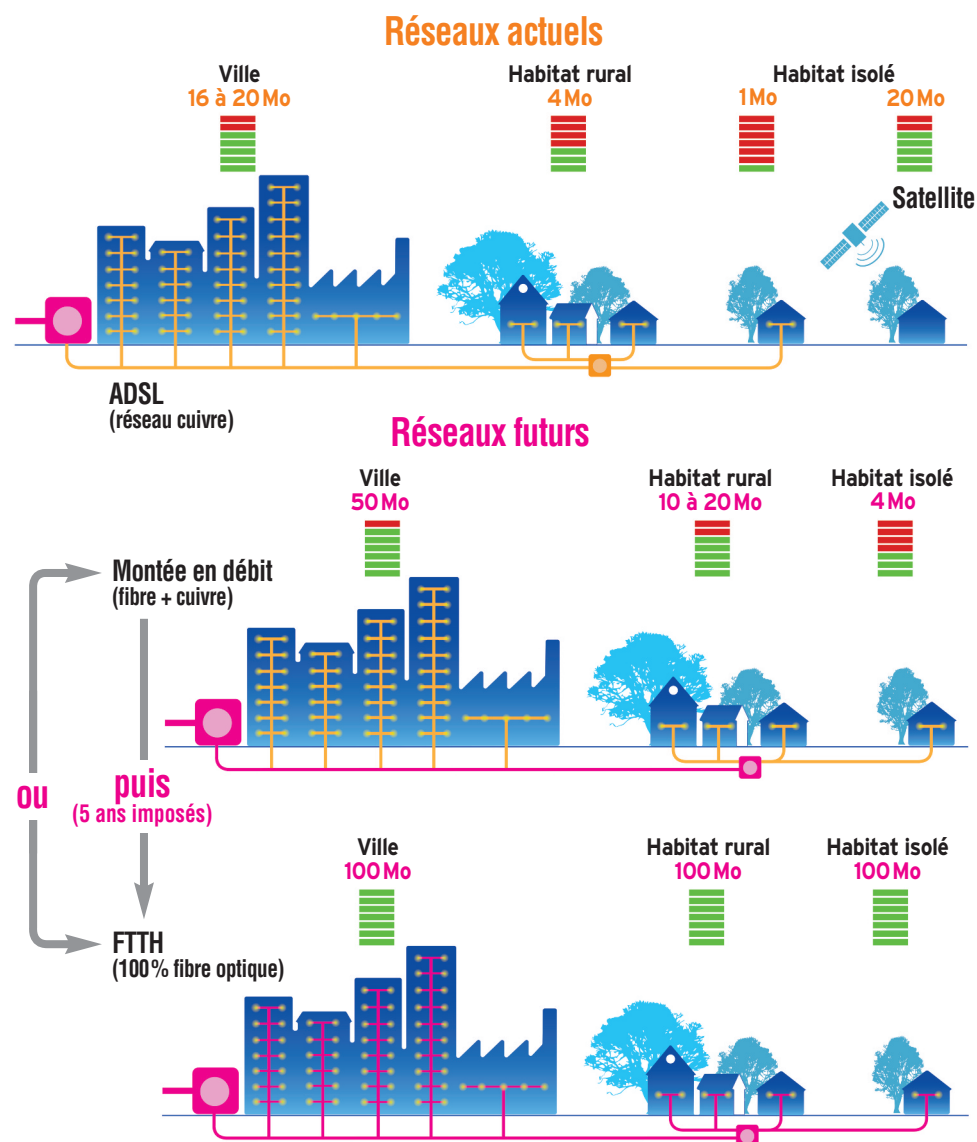 Réseaux actuels
Ville
16 à 20 Mo
Habitat rural
4 Mo
Habitat isolé
1 Mo
20 Mo
Satellite
ADSL
(réseau cuivre)
Réseaux futurs
Ville
50 Mo
Habitat rural
10 à 20 Mo
Habitat isolé
4 Mo
Montée en débit
(fibre + cuivre)
ou
puis
(5 ans imposés)
Ville
100 Mo
Habitat rural
100 Mo
Habitat isolé
100 Mo
FTTH
(100 % fibre optique)